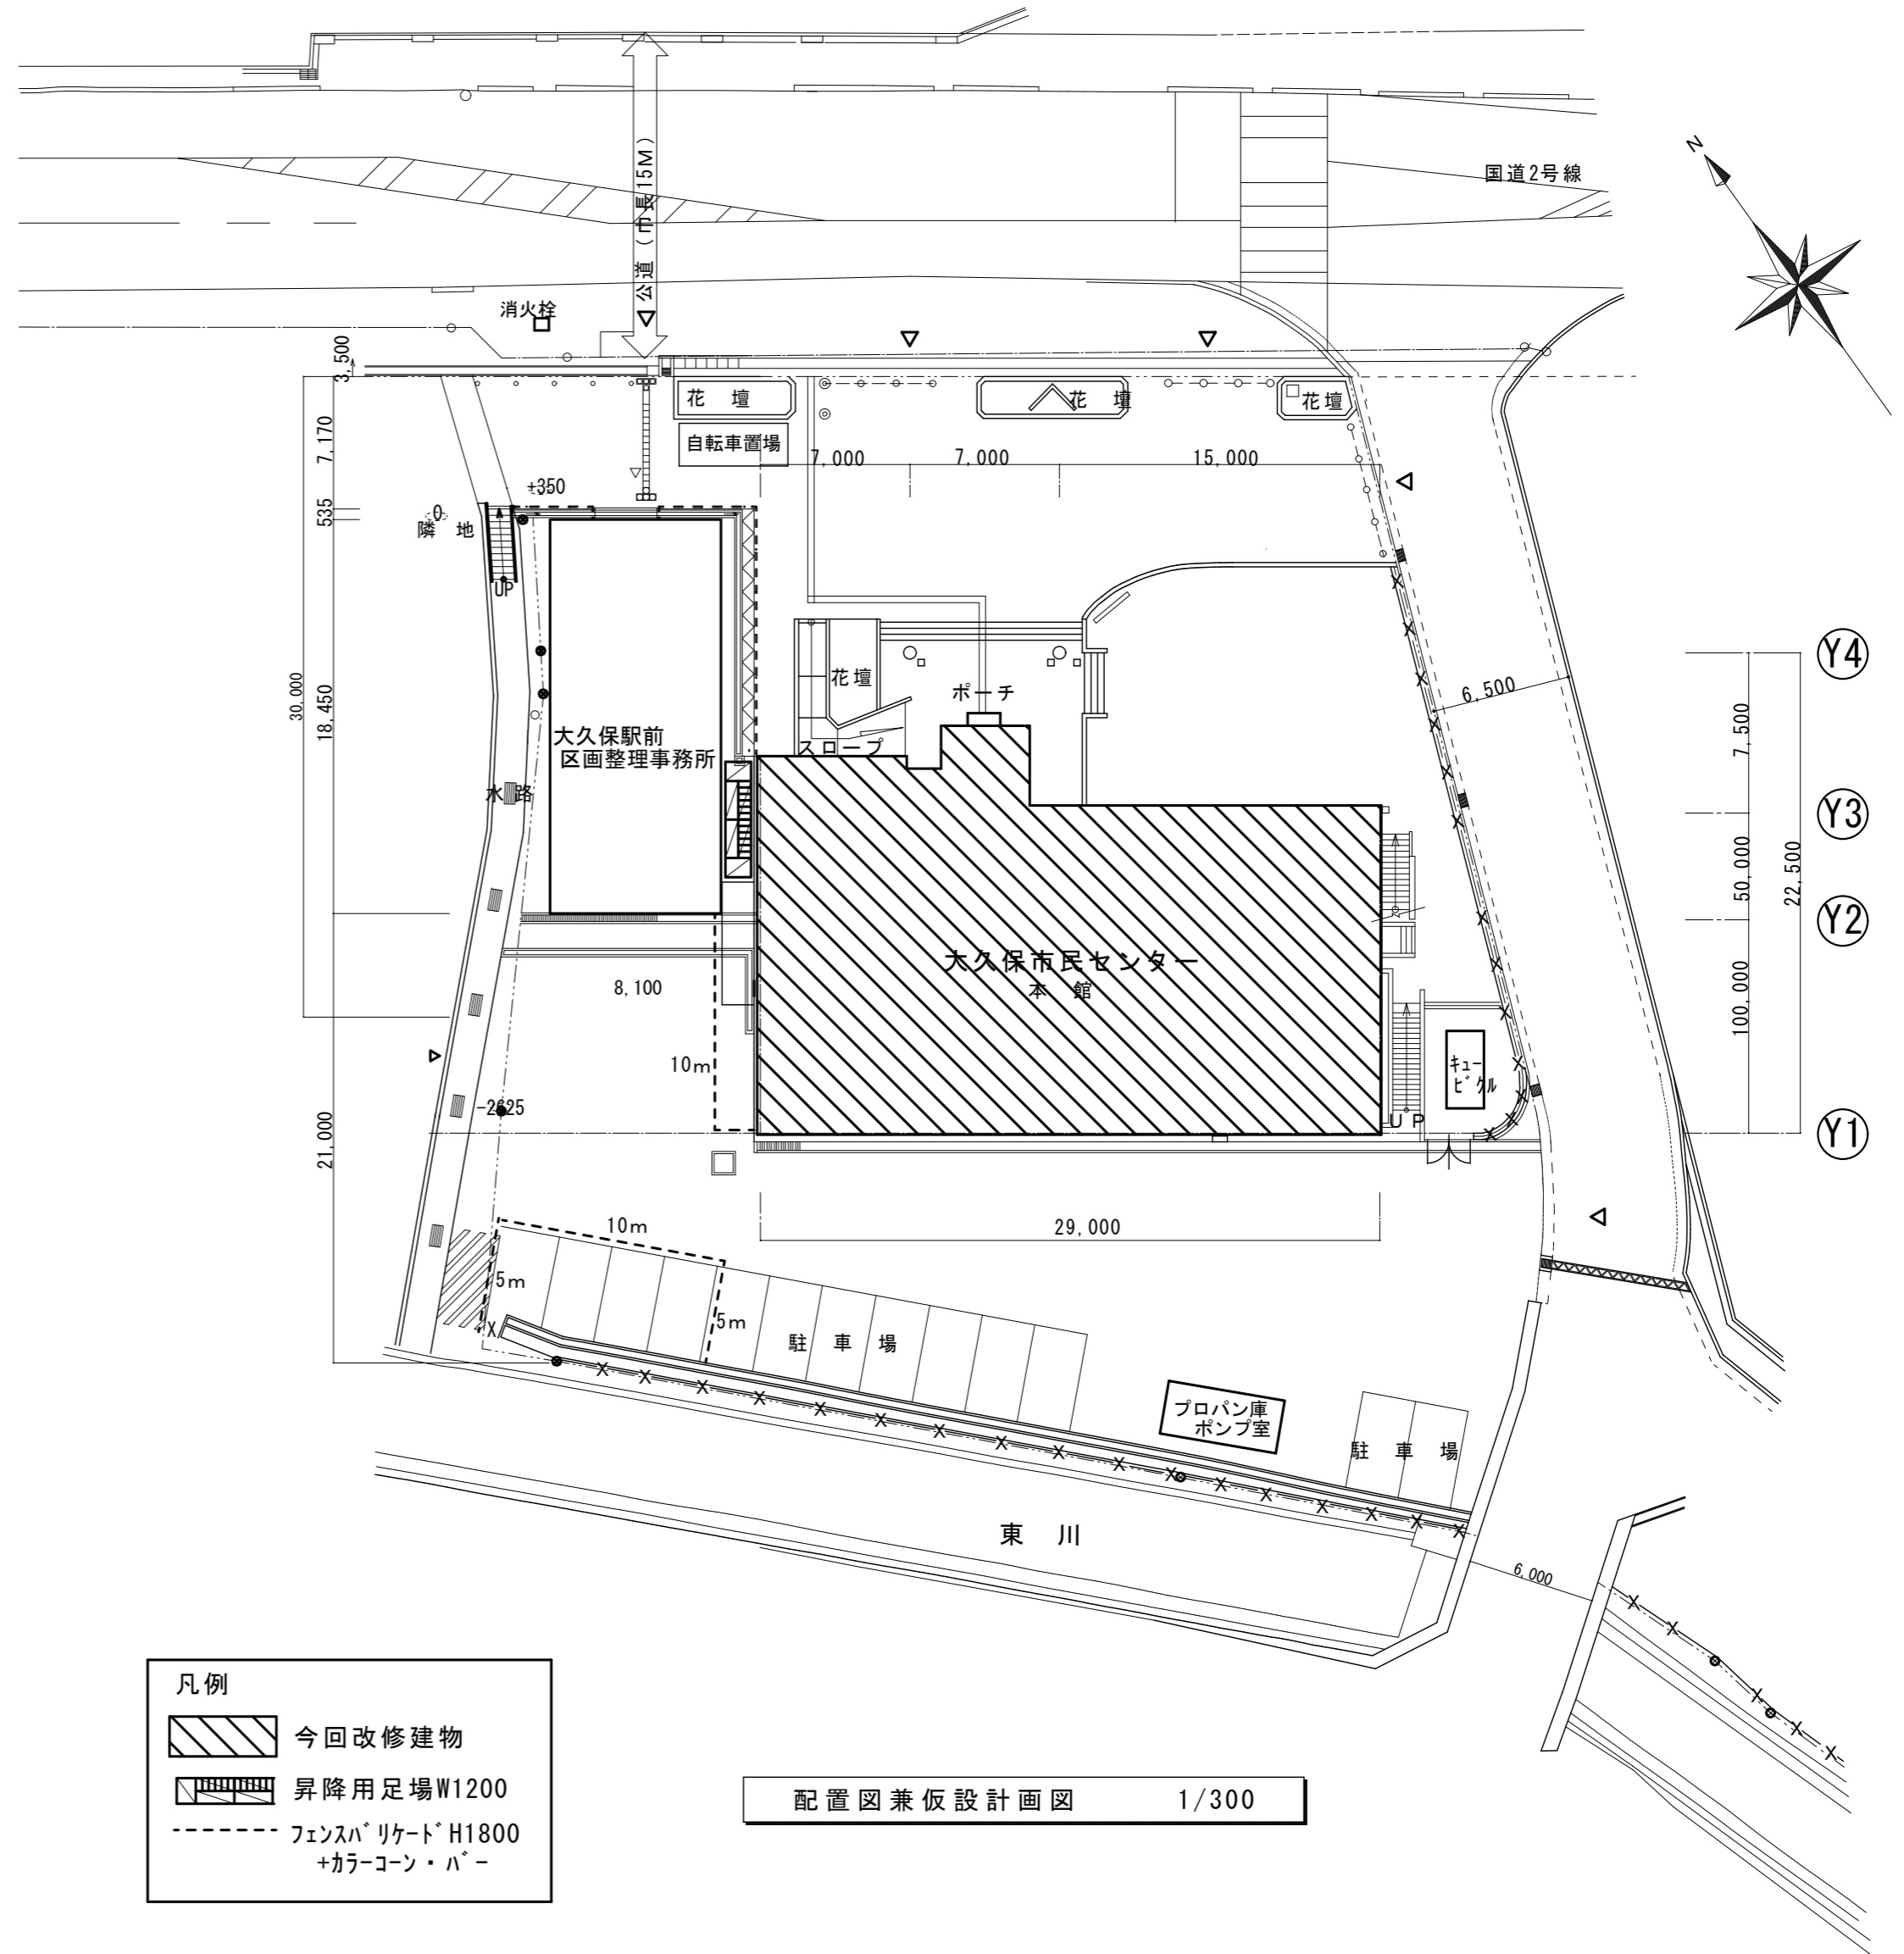 公道（巾員15M）
国道2号線
N
消火栓
3,500
花　壇
花　壇
花壇
自転車置場
7,000
7,000
15,000
7,170
535
+350
0
隣　地
UP
30,000
18,450
花壇
ポーチ
6,500
Y4
スロープ
大久保駅前
区画整理事務所
7,500
水　路
Y3
50,000
22,500
Y2
大久保市民センター
本　館
8,100
100,000
10m
キュー
ビクル
-2625
UP
Y1
21,000
29,000
10m
5m
5m
駐　車　場
プロパン庫
ポンプ室
駐　車　場
東　川
6,000
凡例
今回改修建物
昇降用足場W1200
フェンスバリケードH1800
+カラーコーン・バー
配置図兼仮設計画図　1/300